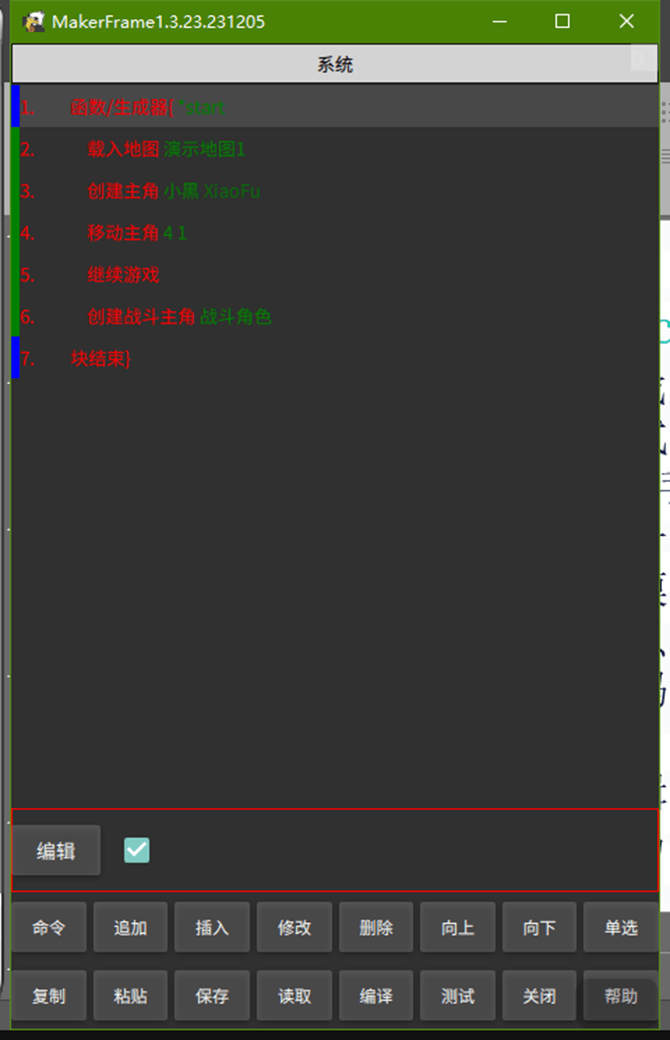 MakerFrame1.3.23.231205
系统
1. 函数/生成器{ *start
2. 载入地图 演示地图1
3. 创建主角 小黑 XiaoFu
4. 移动主角 4 1
5. 继续游戏
6. 创建战斗主角 战斗角色
7. 块结束}
编辑
命令 追加 插入 修改 删除 向上 向下 单选
复制 粘贴 保存 读取 编译 测试 关闭 帮助